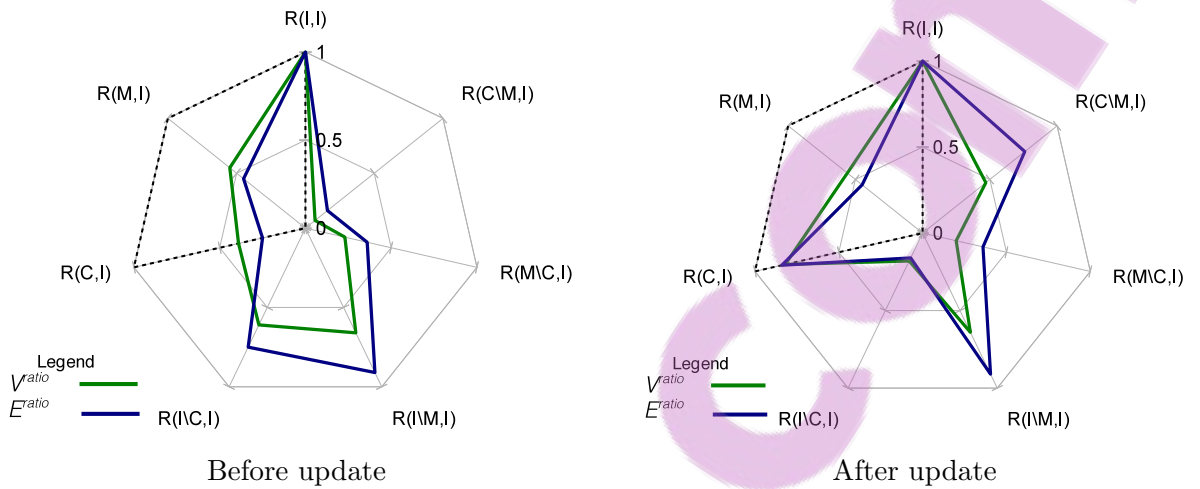 R(I,I)
1
R(M,I)
R(C\M,I)
0.5
0
R(C,I)
R(M\C,I)
Legend
V^ratio
E^ratio
R(I\C,I)
R(I\M,I)
Before update
R(I,I)
1
R(M,I)
R(C\M,I)
0.5
0
R(C,I)
R(M\C,I)
Legend
V^ratio
E^ratio
R(I\C,I)
R(I\M,I)
After update